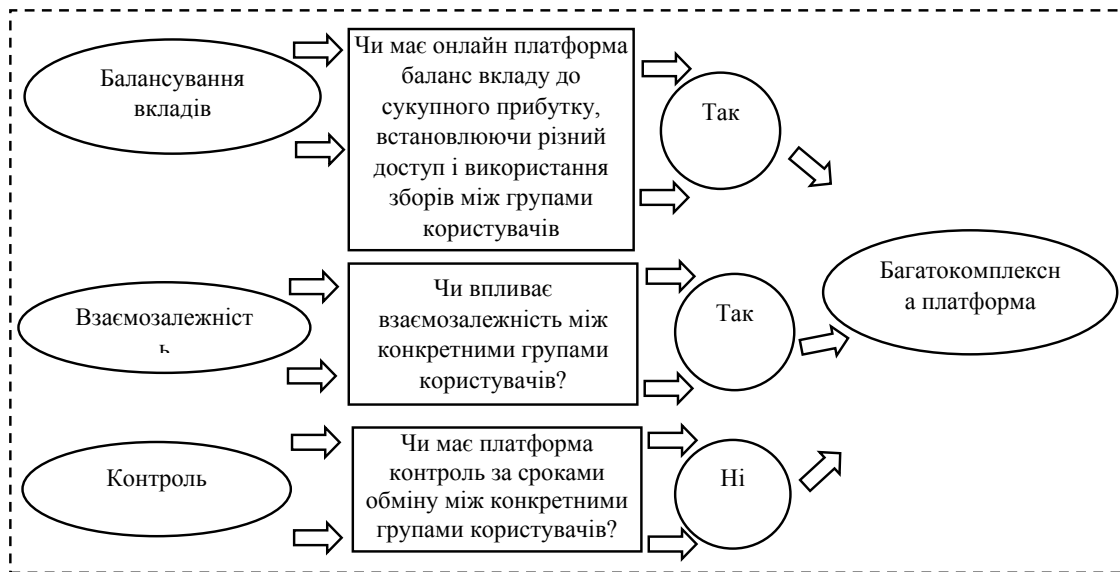 Балансування
вкладів
Чи має онлайн платформа
баланс вкладу до
сукупного прибутку,
встановлюючи різний
доступ і використання
зборів між групами
користувачів
Так
Взаємозалежніст
ь
Чи впливає
взаємозалежність між
конкретними групами
користувачів?
Так
Багатокомплексн
а платформа
Контроль
Чи має платформа
контроль за сроками
обміну між конкретними
групами користувачів?
Ні